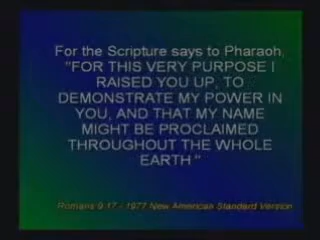 For the Scripture says to Pharaoh,
"FOR THIS VERY PURPOSE I
RAISED YOU UP, TO
DEMONSTRATE MY POWER IN
YOU, AND THAT MY NAME
MIGHT BE PROCLAIMED
THROUGHOUT THE WHOLE
EARTH"
Romans 9:17 - 1977 New American Standard Version